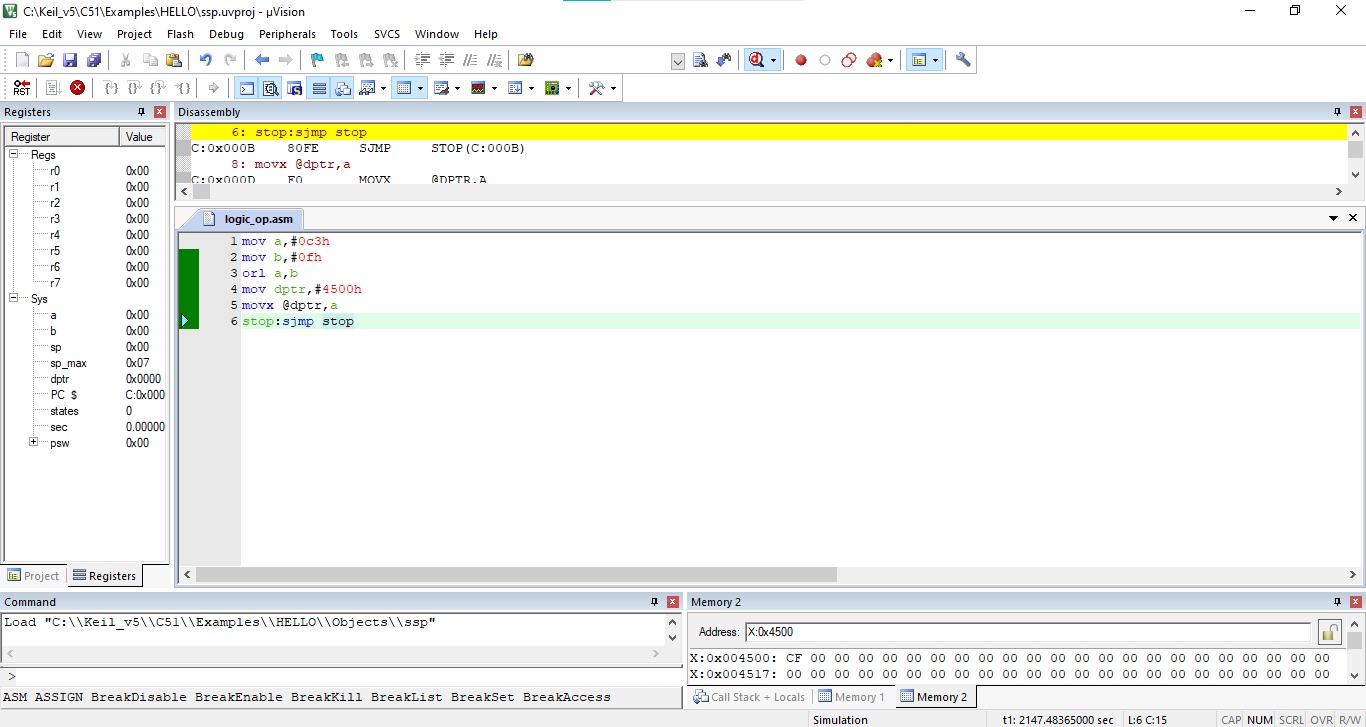 C:\Keil_v5\C51\Examples\HELLO\ssp.uvproj - µVision
File Edit View Project Flash Debug Peripherals Tools SVCS Window Help
RST
Registers
Register Value
Regs
r0 0x00
r1 0x00
r2 0x00
r3 0x00
r4 0x00
r5 0x00
r6 0x00
r7 0x00
Sys
a 0x00
b 0x00
sp 0x00
sp_max 0x07
dptr 0x0000
PC $ C:0x000
states 0
sec 0.00000
psw 0x00
Project Registers
Disassembly
6: stop:sjmp stop
C:0x000B 80FE SJMP STOP(C:000B)
8: movx @dptr,a
C:0x000D F0 MOVX @DPTR,A
logic_op.asm
1 mov a,#0c3h
2 mov b,#0fh
3 orl a,b
4 mov dptr,#4500h
5 movx @dptr,a
6 stop:sjmp stop
Command
Load "C:\\Keil_v5\\C51\\Examples\\HELLO\\Objects\\ssp"
>
ASM ASSIGN BreakDisable BreakEnable BreakKill BreakList BreakSet BreakAccess
Memory 2
Address: X:0x4500
X:0x004500: CF 00 00 00 00 00 00 00 00 00 00 00 00 00 00 00 00 00 00 00 00 00 00
X:0x004517: 00 00 00 00 00 00 00 00 00 00 00 00 00 00 00 00 00 00 00 00 00 00 00
Call Stack + Locals Memory 1 Memory 2
Simulation t1: 2147.48365000 sec L:6 C:15 CAP NUM SCRL OVR R/W